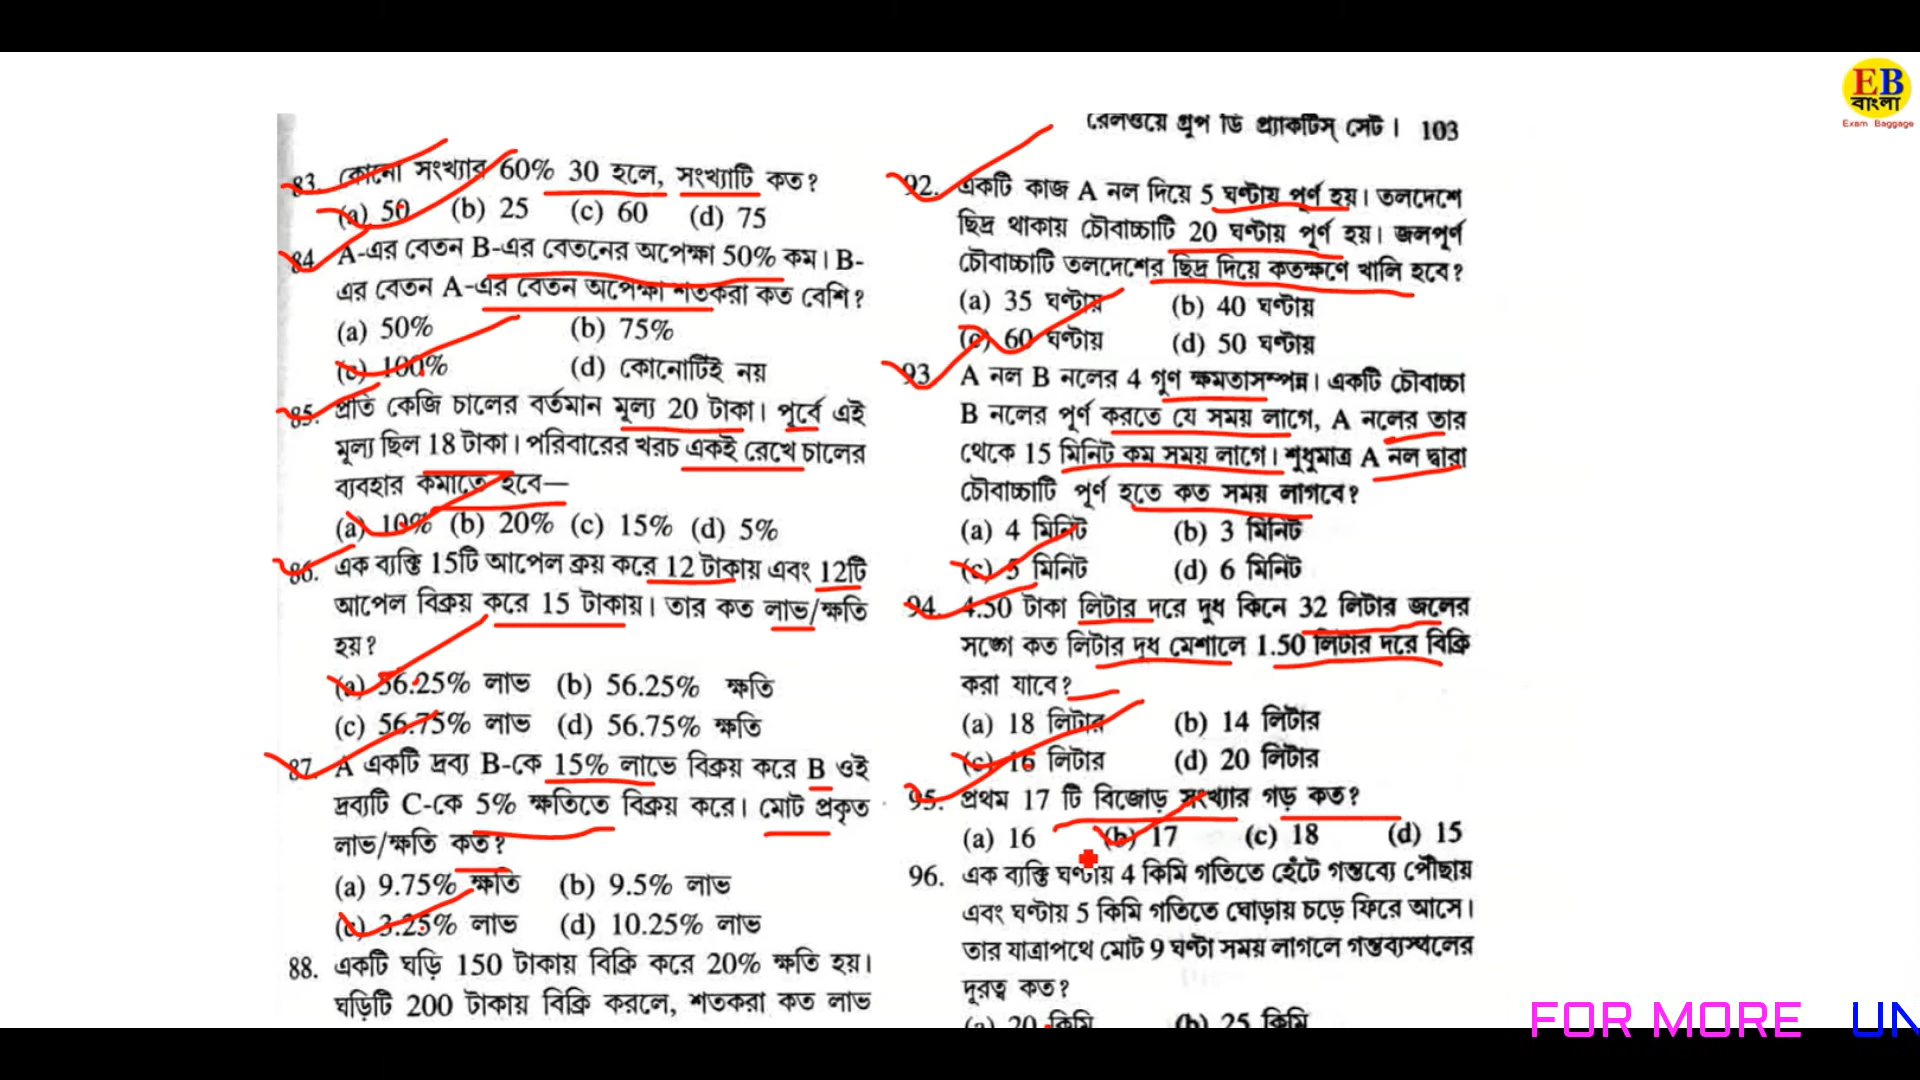 রেলওয়ে গ্রুপ ডি প্র্যাকটিস্ সেট। 103
EB
বাংলা
Exam Baggage
83. কোনো সংখ্যার 60% 30 হলে, সংখ্যাটি কত?
(a) 50 (b) 25 (c) 60 (d) 75
84. A-এর বেতন B-এর বেতনের অপেক্ষা 50% কম। B-
এর বেতন A-এর বেতন অপেক্ষা শতকরা কত বেশি?
(a) 50% (b) 75%
(c) 100% (d) কোনোটিই নয়
85. প্রতি কেজি চালের বর্তমান মূল্য 20 টাকা। পূর্বে এই
মূল্য ছিল 18 টাকা। পরিবারের খরচ একই রেখে চালের
ব্যবহার কমাতে হবে—
(a) 10% (b) 20% (c) 15% (d) 5%
86. এক ব্যক্তি 15টি আপেল ক্রয় করে 12 টাকায় এবং 12টি
আপেল বিক্রয় করে 15 টাকায়। তার কত লাভ/ক্ষতি
হয়?
(a) 56.25% লাভ (b) 56.25% ক্ষতি
(c) 56.75% লাভ (d) 56.75% ক্ষতি
87. A একটি দ্রব্য B-কে 15% লাভে বিক্রয় করে B ওই
দ্রব্যটি C-কে 5% ক্ষতিতে বিক্রয় করে। মোট প্রকৃত
লাভ/ক্ষতি কত?
(a) 9.75% ক্ষতি (b) 9.5% লাভ
(c) 3.25% লাভ (d) 10.25% লাভ
88. একটি ঘড়ি 150 টাকায় বিক্রি করে 20% ক্ষতি হয়।
ঘড়িটি 200 টাকায় বিক্রি করলে, শতকরা কত লাভ
92. একটি কাজ A নল দিয়ে 5 ঘণ্টায় পূর্ণ হয়। তলদেশে
ছিদ্র থাকায় চৌবাচ্চাটি 20 ঘণ্টায় পূর্ণ হয়। জলপূর্ণ
চৌবাচ্চাটি তলদেশের ছিদ্র দিয়ে কতক্ষণে খালি হবে?
(a) 35 ঘণ্টায় (b) 40 ঘণ্টায়
(c) 60 ঘণ্টায় (d) 50 ঘণ্টায়
93. A নল B নলের 4 গুণ ক্ষমতাসম্পন্ন। একটি চৌবাচ্চা
B নলের পূর্ণ করতে যে সময় লাগে, A নলের তার
থেকে 15 মিনিট কম সময় লাগে। শুধুমাত্র A নল দ্বারা
চৌবাচ্চাটি পূর্ণ হতে কত সময় লাগবে?
(a) 4 মিনিট (b) 3 মিনিট
(c) 5 মিনিট (d) 6 মিনিট
94. 4.50 টাকা লিটার দরে দুধ কিনে 32 লিটার জলের
সঙ্গে কত লিটার দুধ মেশালে 1.50 লিটার দরে বিক্রি
করা যাবে?
(a) 18 লিটার (b) 14 লিটার
(c) 16 লিটার (d) 20 লিটার
95. প্রথম 17 টি বিজোড় সংখ্যার গড় কত?
(a) 16 (b) 17 (c) 18 (d) 15
96. এক ব্যক্তি ঘণ্টায় 4 কিমি গতিতে হেঁটে গন্তব্যে পৌঁছায়
এবং ঘণ্টায় 5 কিমি গতিতে ঘোড়ায় চড়ে ফিরে আসে।
তার যাত্রাপথে মোট 9 ঘণ্টা সময় লাগলে গন্তব্যস্থলের
দূরত্ব কত?
(a) 20 কিমি (b) 25 কিমি
FOR MORE UN